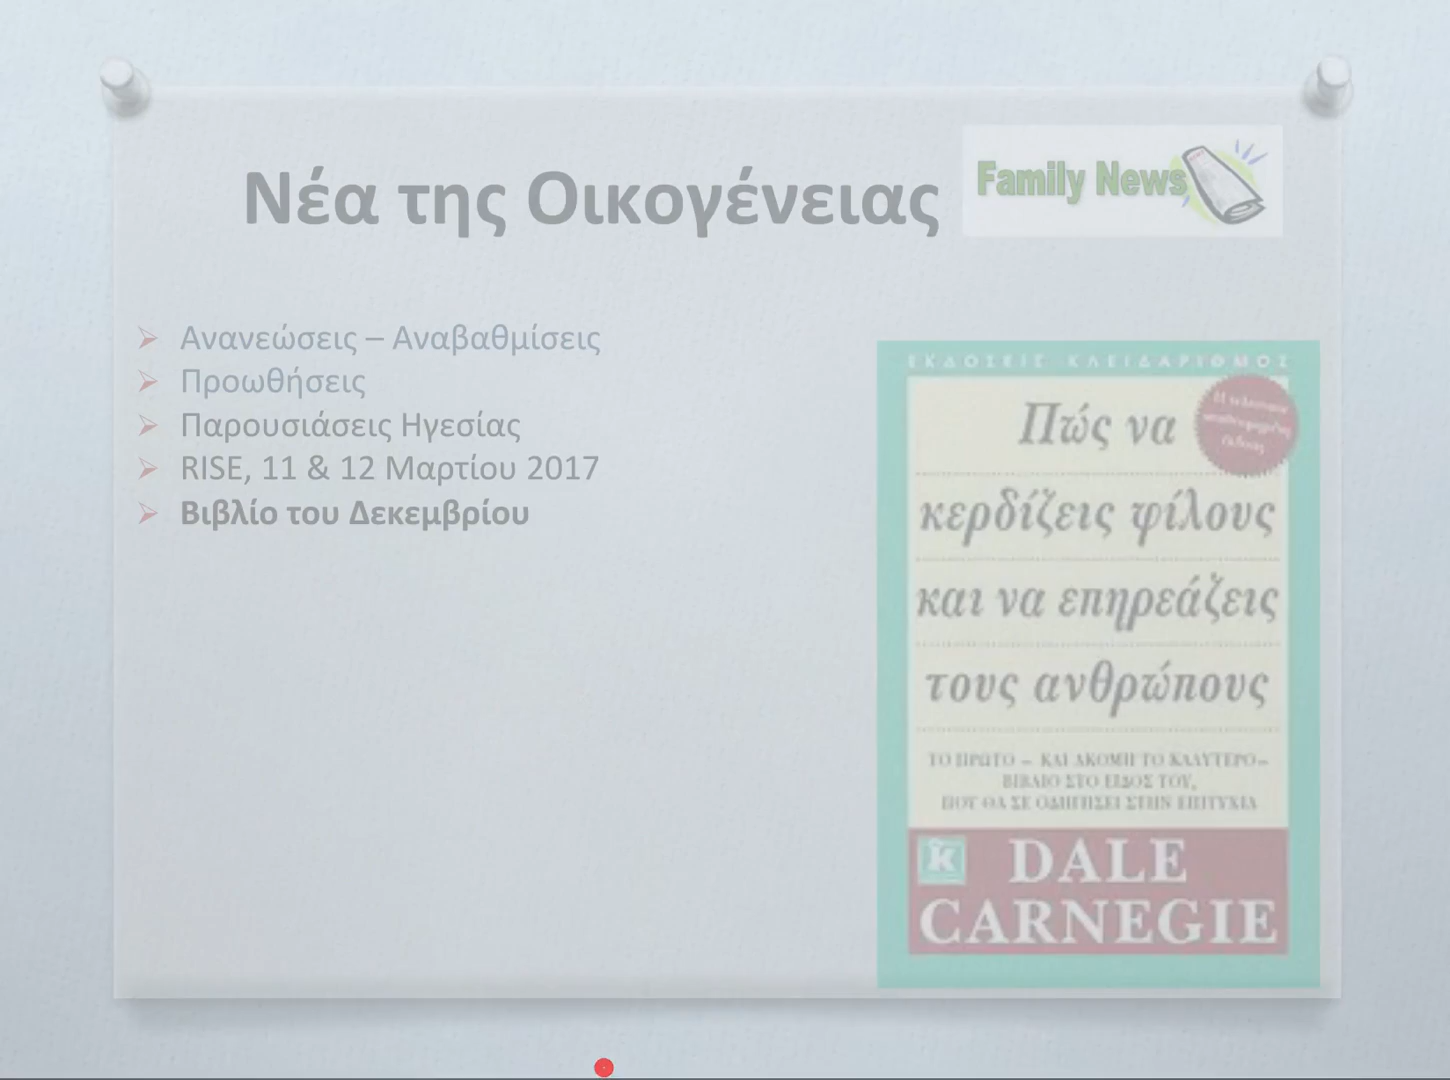 Νέα της Οικογένειας
Family News
Ανανεώσεις – Αναβαθμίσεις
Προωθήσεις
Παρουσιάσεις Ηγεσίας
RISE, 11 & 12 Μαρτίου 2017
Βιβλίο του Δεκεμβρίου
ΕΚΔΟΣΕΙΣ ΚΛΕΙΔΑΡΙΘΜΟΣ
Πώς να
κερδίζεις φίλους
και να επηρεάζεις
τους ανθρώπους
ΤΟ ΠΡΩΤΟ – ΚΑΙ ΑΚΟΜΗ ΤΟ ΚΑΛΥΤΕΡΟ–
ΒΙΒΛΙΟ ΣΤΟ ΕΙΔΟΣ ΤΟΥ,
ΠΟΥ ΘΑ ΣΕ ΟΔΗΓΗΣΕΙ ΣΤΗΝ ΕΠΙΤΥΧΙΑ
k
DALE
CARNEGIE